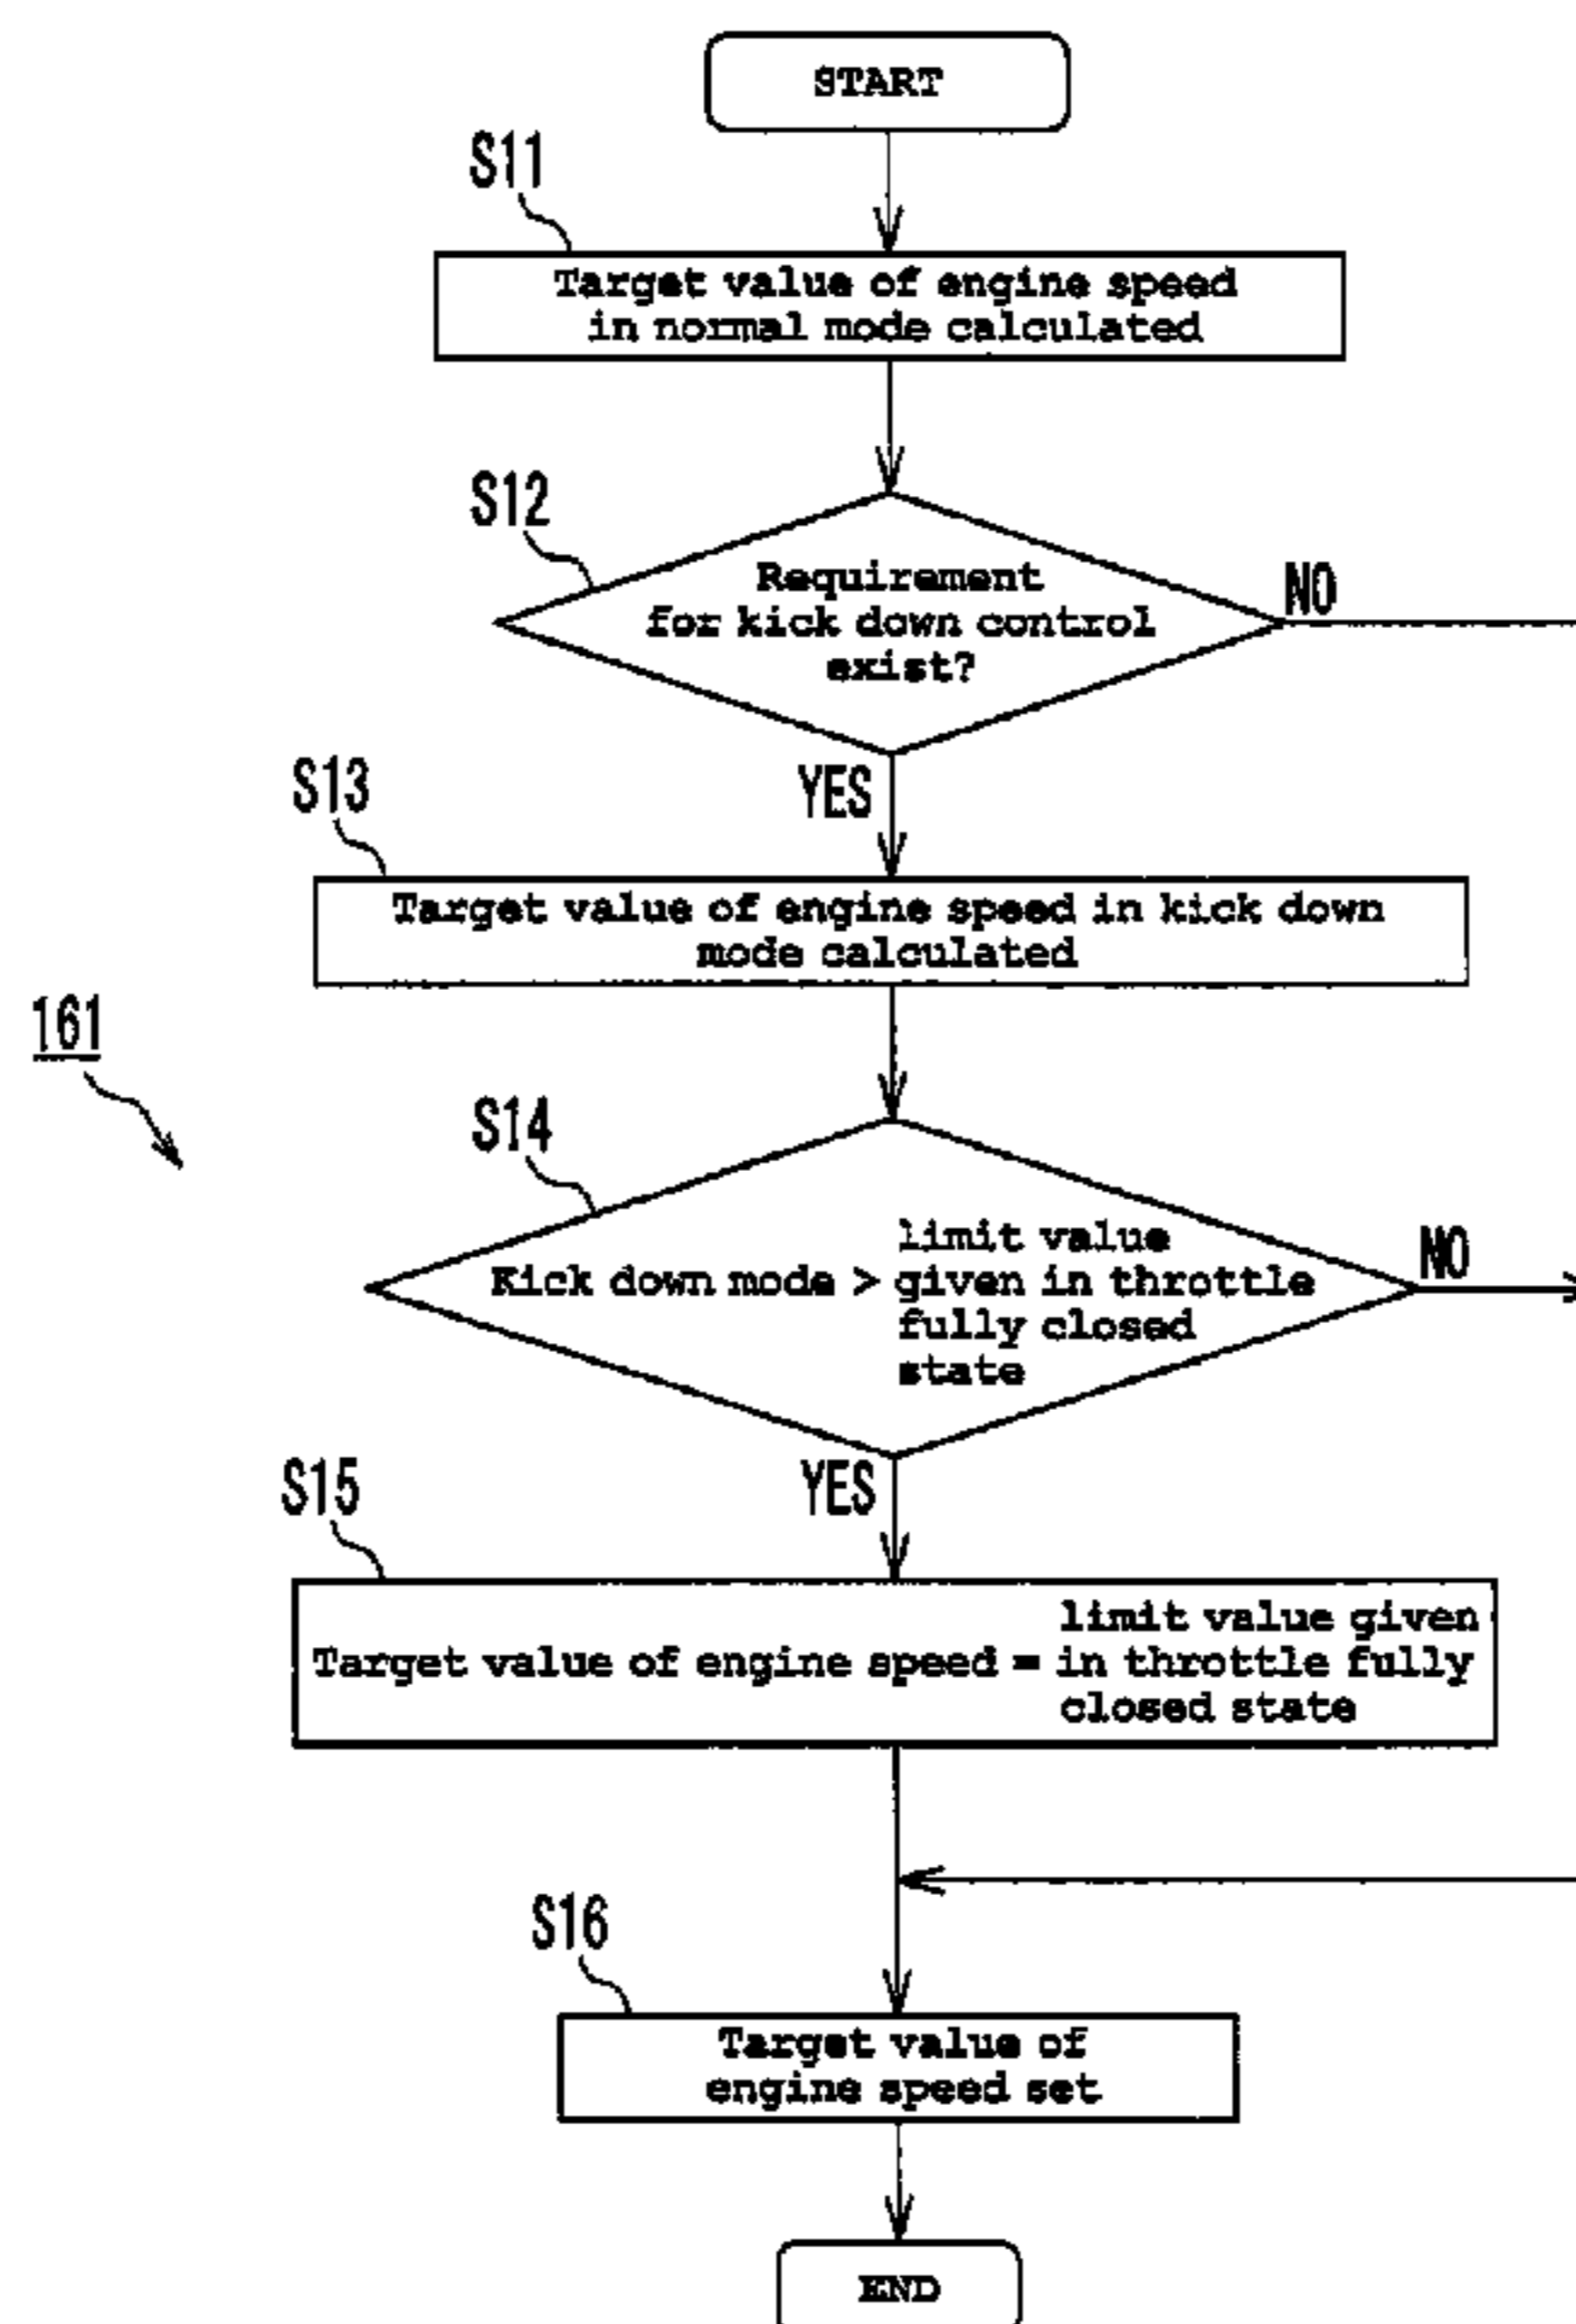 START
S11
Target value of engine speed
in normal mode calculated
S12
Requirement
for kick down control
exist?
NO
YES
S13
Target value of engine speed in kick down
mode calculated
161
S14
limit value
Kick down mode > given in throttle
fully closed
state
NO
YES
S15
limit value given
Target value of engine speed = in throttle fully
closed state
S16
Target value of
engine speed set
END